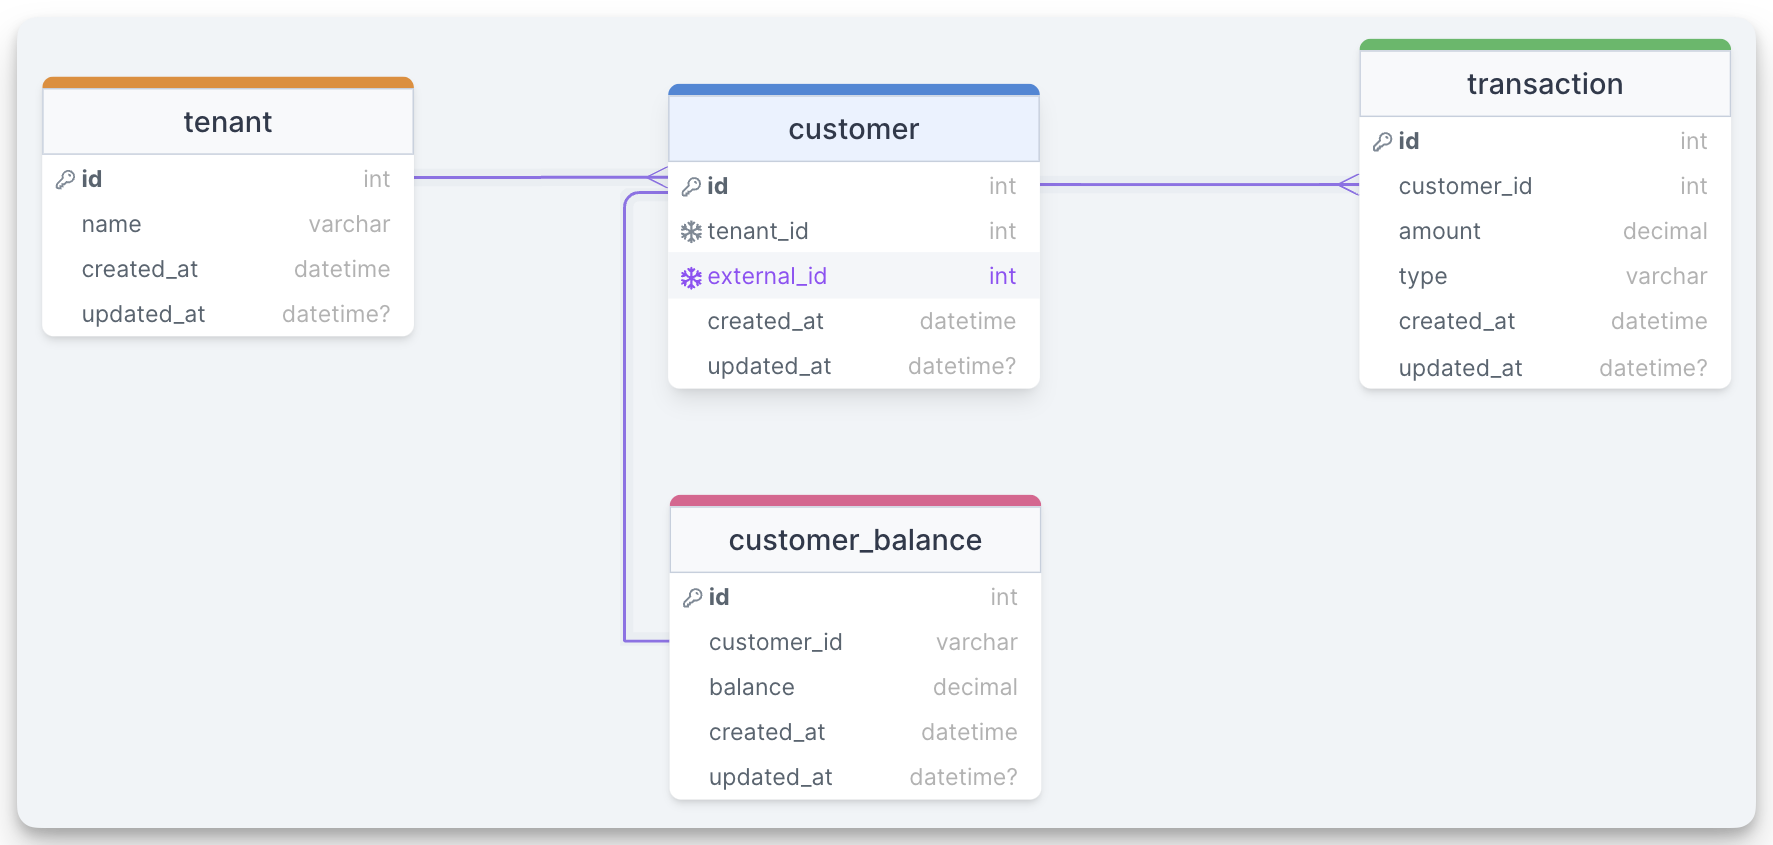 tenant
id int
name varchar
created_at datetime
updated_at datetime?
customer
id int
tenant_id int
external_id int
created_at datetime
updated_at datetime?
transaction
id int
customer_id int
amount decimal
type varchar
created_at datetime
updated_at datetime?
customer_balance
id int
customer_id varchar
balance decimal
created_at datetime
updated_at datetime?